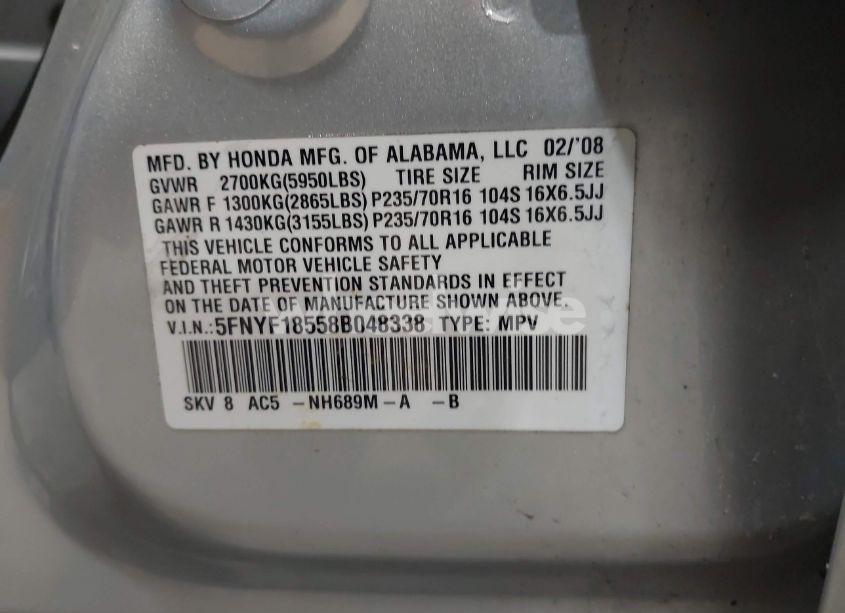 MFD. BY HONDA MFG. OF ALABAMA, LLC 02/'08
GVWR 2700KG(5950LBS) TIRE SIZE RIM SIZE
GAWR F 1300KG(2865LBS) P235/70R16 104S 16X6.5JJ
GAWR R 1430KG(3155LBS) P235/70R16 104S 16X6.5JJ
THIS VEHICLE CONFORMS TO ALL APPLICABLE
FEDERAL MOTOR VEHICLE SAFETY
AND THEFT PREVENTION STANDARDS IN EFFECT
ON THE DATE OF MANUFACTURE SHOWN ABOVE.
V.I.N.:5FNYF18558B048338 TYPE: MPV
SKV 8 AC5 -NH689M-A -B